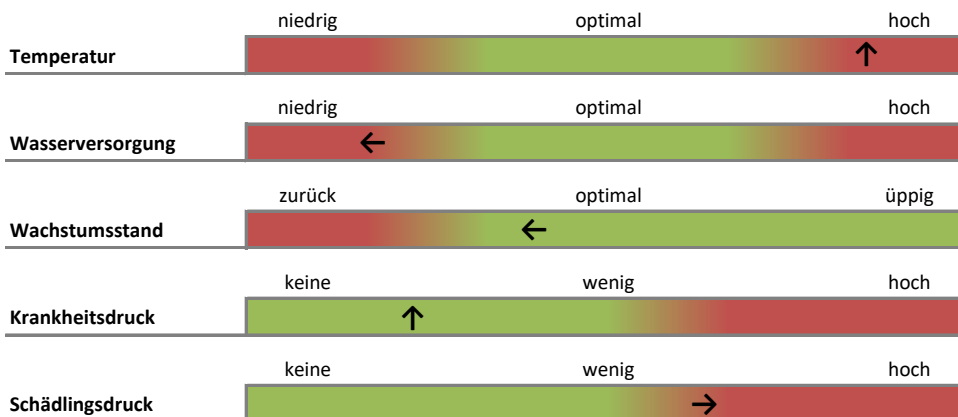 niedrig optimal hoch
Temperatur ↑
niedrig optimal hoch
Wasserversorgung ←
zurück optimal üppig
Wachstumsstand ←
keine wenig hoch
Krankheitsdruck ↑
keine wenig hoch
Schädlingsdruck →